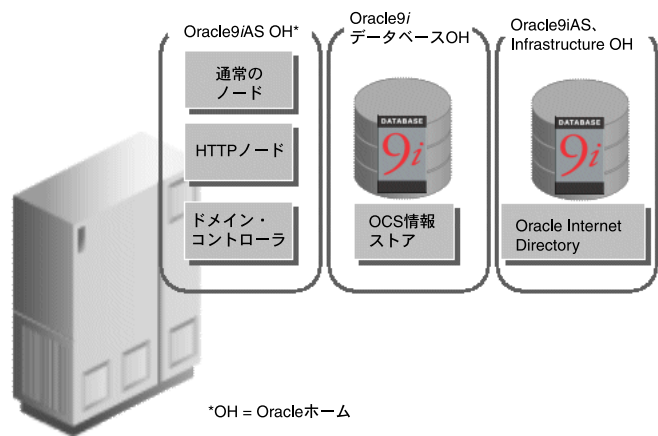 Oracle9iAS OH*
通常の
ノード
HTTPノード
ドメイン・
コントローラ
Oracle9i
データベースOH
DATABASE
9i
OCS情報
ストア
Oracle9iAS、
Infrastructure OH
DATABASE
9i
Oracle Internet
Directory
*OH = Oracleホーム